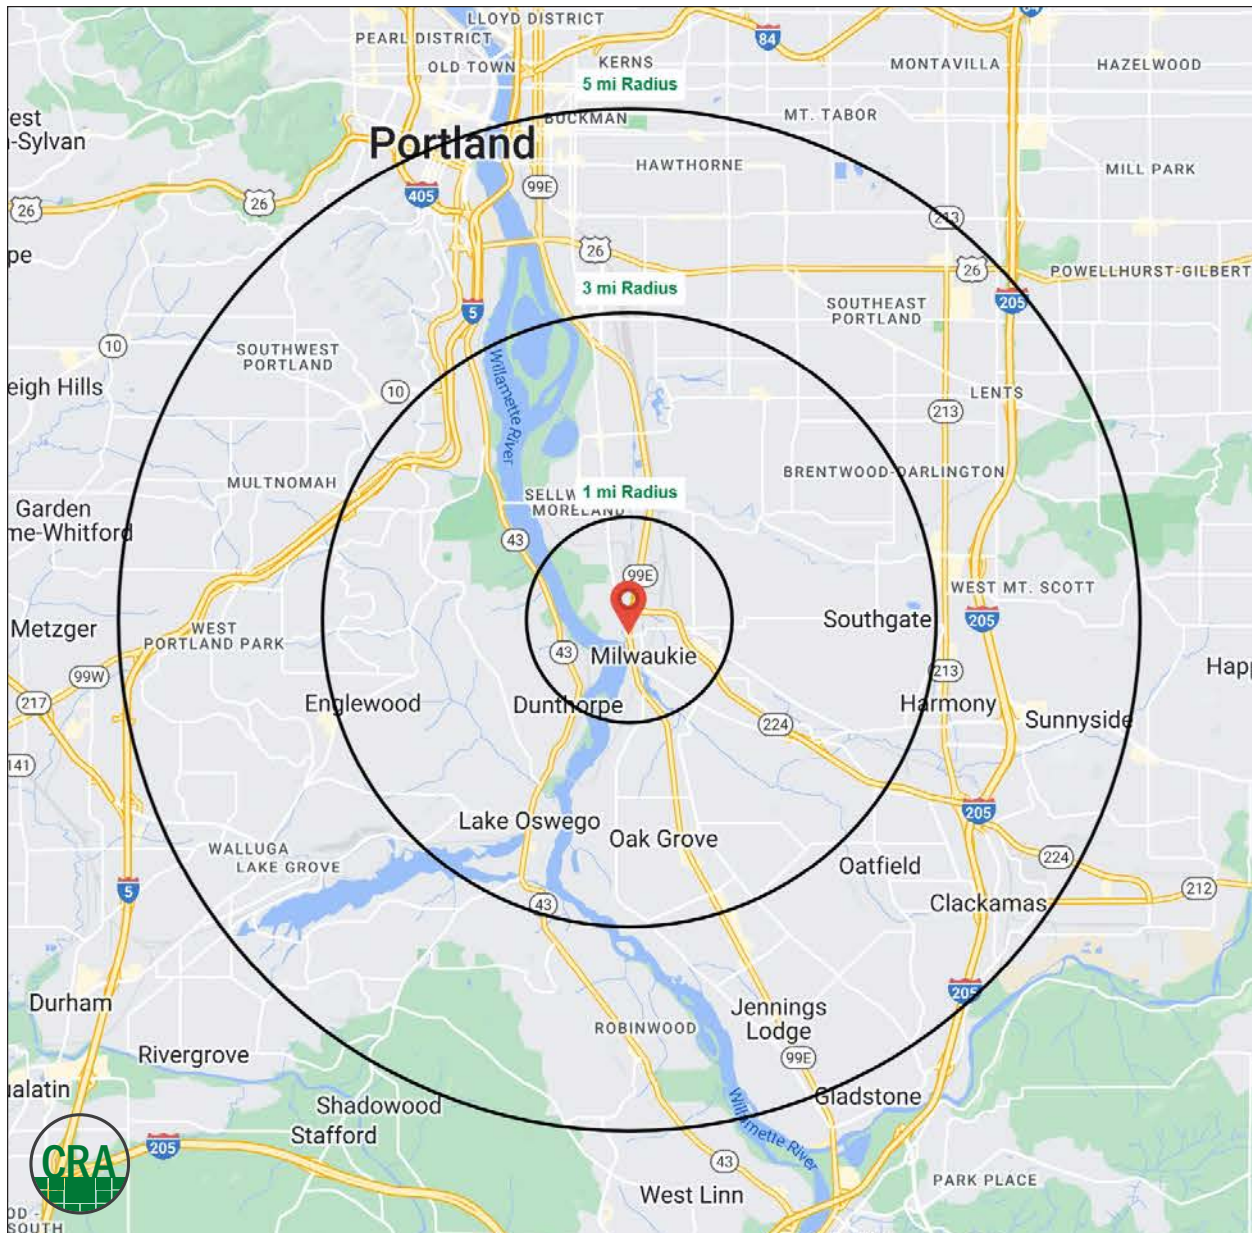 LLOYD DISTRICT
PEARL DISTRICT
84
OLD TOWN
KERNS
MONTAVILLA
HAZELWOOD
5 mi Radius
BUCKMAN
MT. TABOR
est
-Sylvan
Portland
HAWTHORNE
MILL PARK
99E
405
26
26
26
213
pe
26
26
POWELLHURST-GILBERT
3 mi Radius
205
5
SOUTHEAST
PORTLAND
10
SOUTHWEST
PORTLAND
Willamette River
eigh Hills
10
LENTS
213
MULTNOMAH
BRENTWOOD-DARLINGTON
1 mi Radius
SELLW
MORELAND
Garden
me-Whitford
43
99E
WEST MT. SCOTT
Metzger
WEST
PORTLAND PARK
Southgate
205
43
Milwaukie
99W
213
Happ
217
Englewood
Dunthorpe
Harmony
Sunnyside
224
141
205
Lake Oswego
Oak Grove
WALLUGA
LAKE GROVE
Oatfield
224
5
212
43
Clackamas
205
Durham
Jennings
Lodge
ROBINWOOD
Rivergrove
99E
ualatin
Gladstone
Shadowood
Stafford
Willamette River
205
CRA
43
PARK PLACE
West Linn
OD -
SOUTH